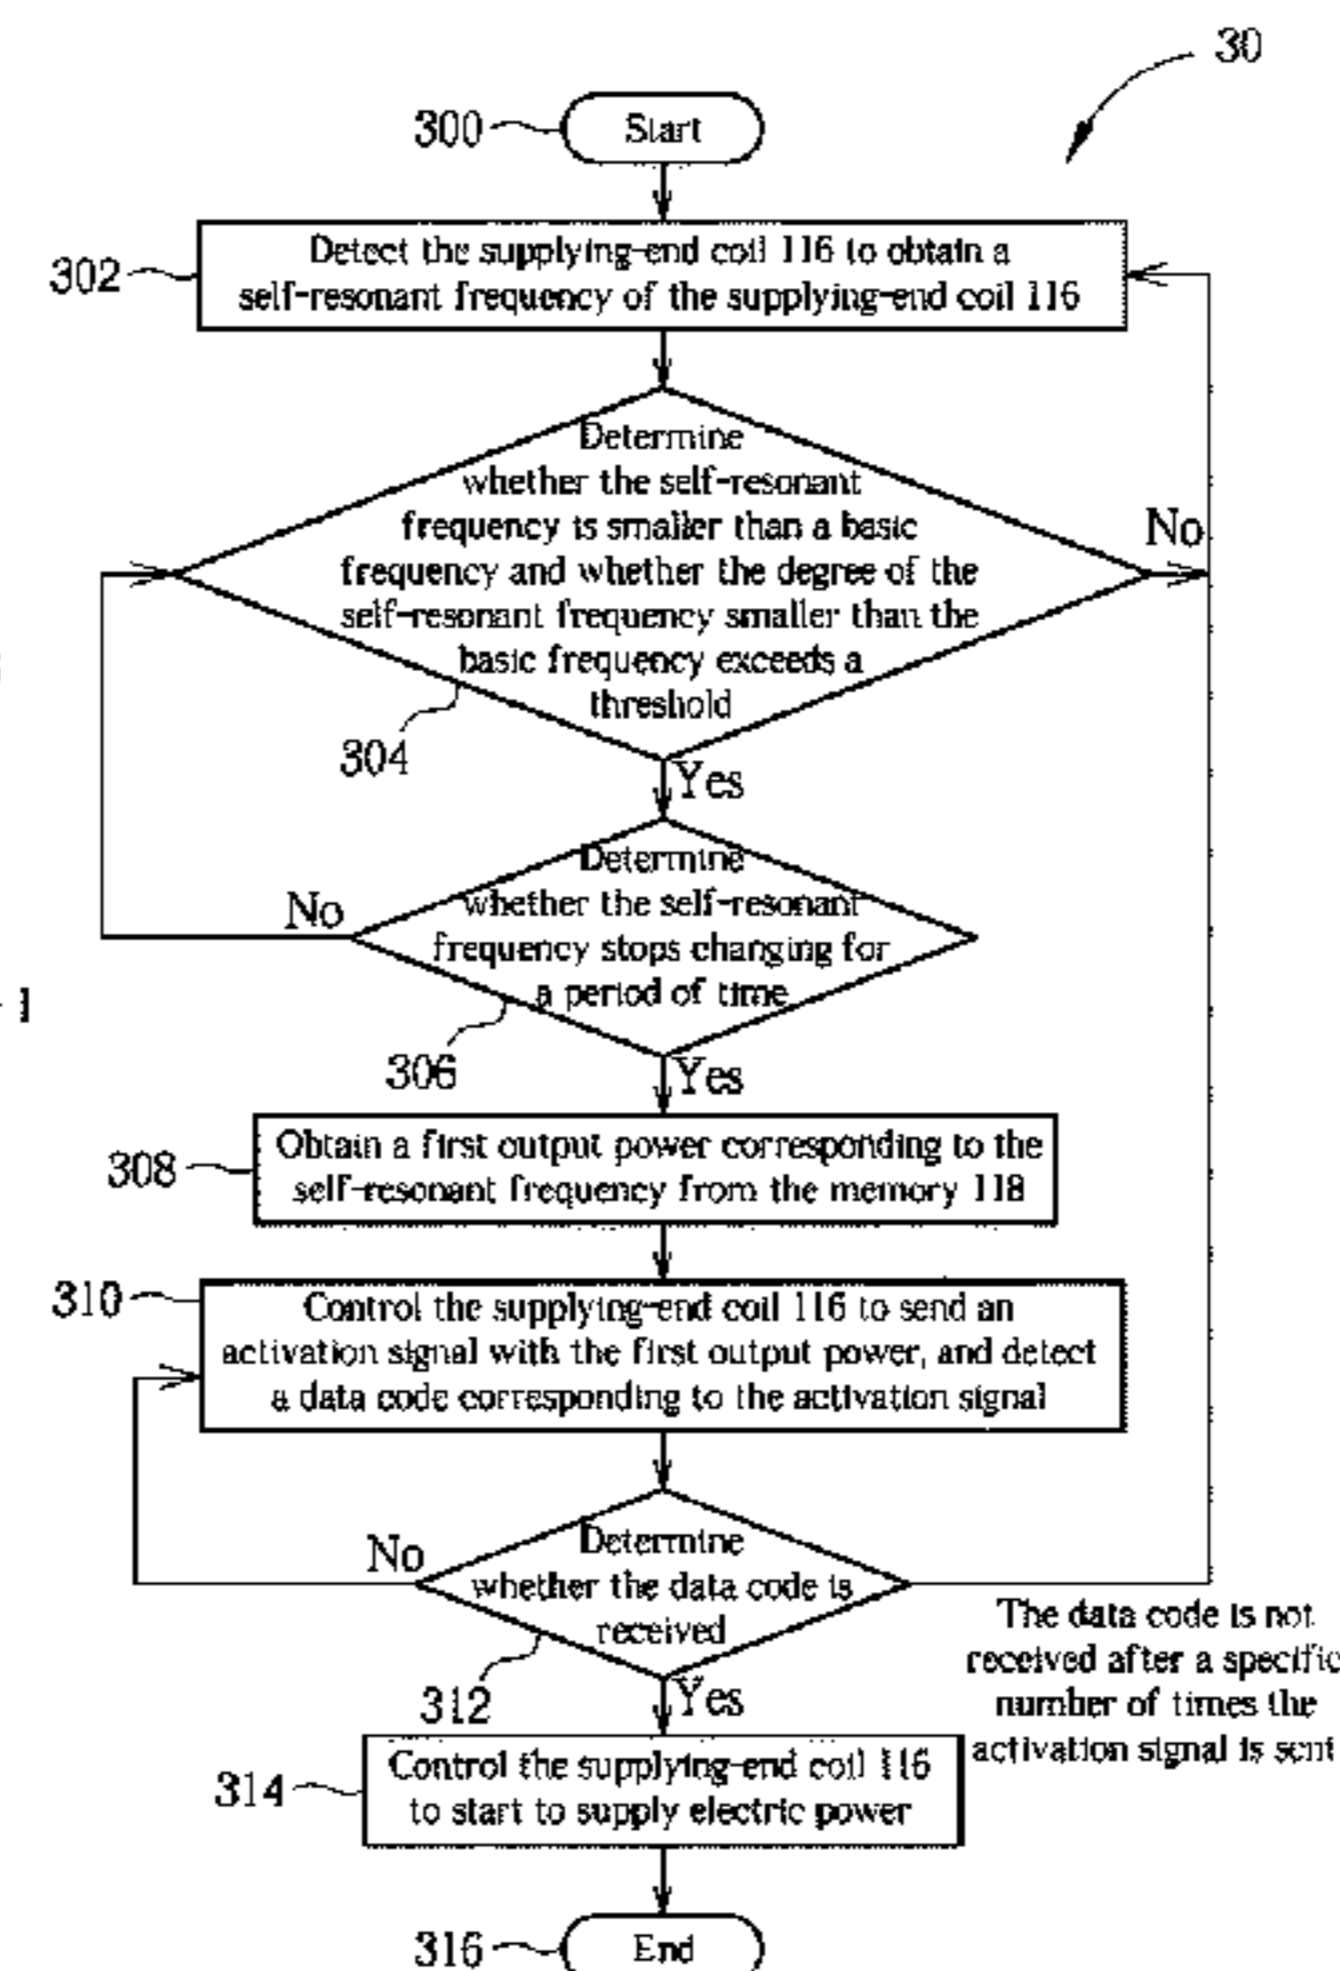 30
300
Start
302
Detect the supplying-end coil 116 to obtain a
self-resonant frequency of the supplying-end coil 116
Determine
whether the self-resonant
frequency is smaller than a basic
frequency and whether the degree of the
self-resonant frequency smaller than the
basic frequency exceeds a
threshold
No
304
Yes
Determine
whether the self-resonant
frequency stops changing for
a period of time
No
306
Yes
308
Obtain a first output power corresponding to the
self-resonant frequency from the memory 118
310
Control the supplying-end coil 116 to send an
activation signal with the first output power, and detect
a data code corresponding to the activation signal
No
Determine
whether the data code is
received
312
Yes
The data code is not
received after a specific
number of times the
activation signal is sent
314
Control the supplying-end coil 116
to start to supply electric power
316
End